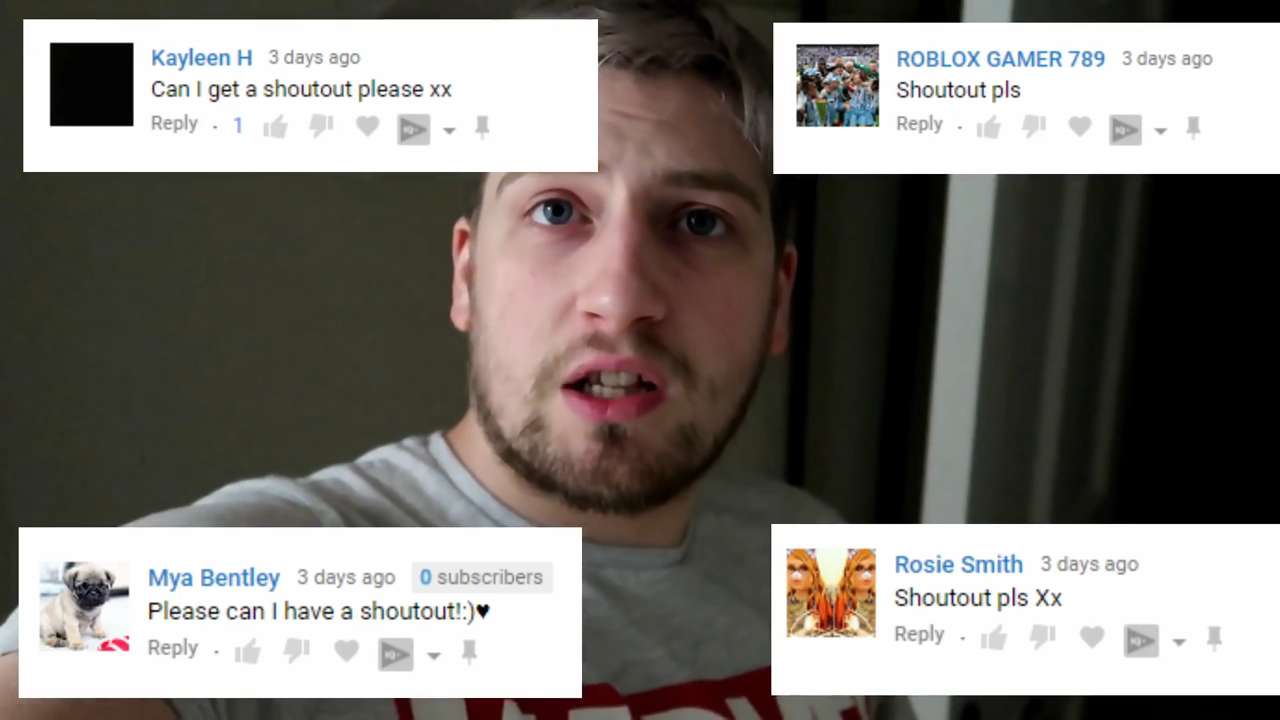 Kayleen H 3 days ago
Can I get a shoutout please xx
Reply · 1
ROBLOX GAMER 789 3 days ago
Shoutout pls
Reply ·
Mya Bentley 3 days ago 0 subscribers
Please can I have a shoutout!:)♥
Reply ·
Rosie Smith 3 days ago
Shoutout pls Xx
Reply ·